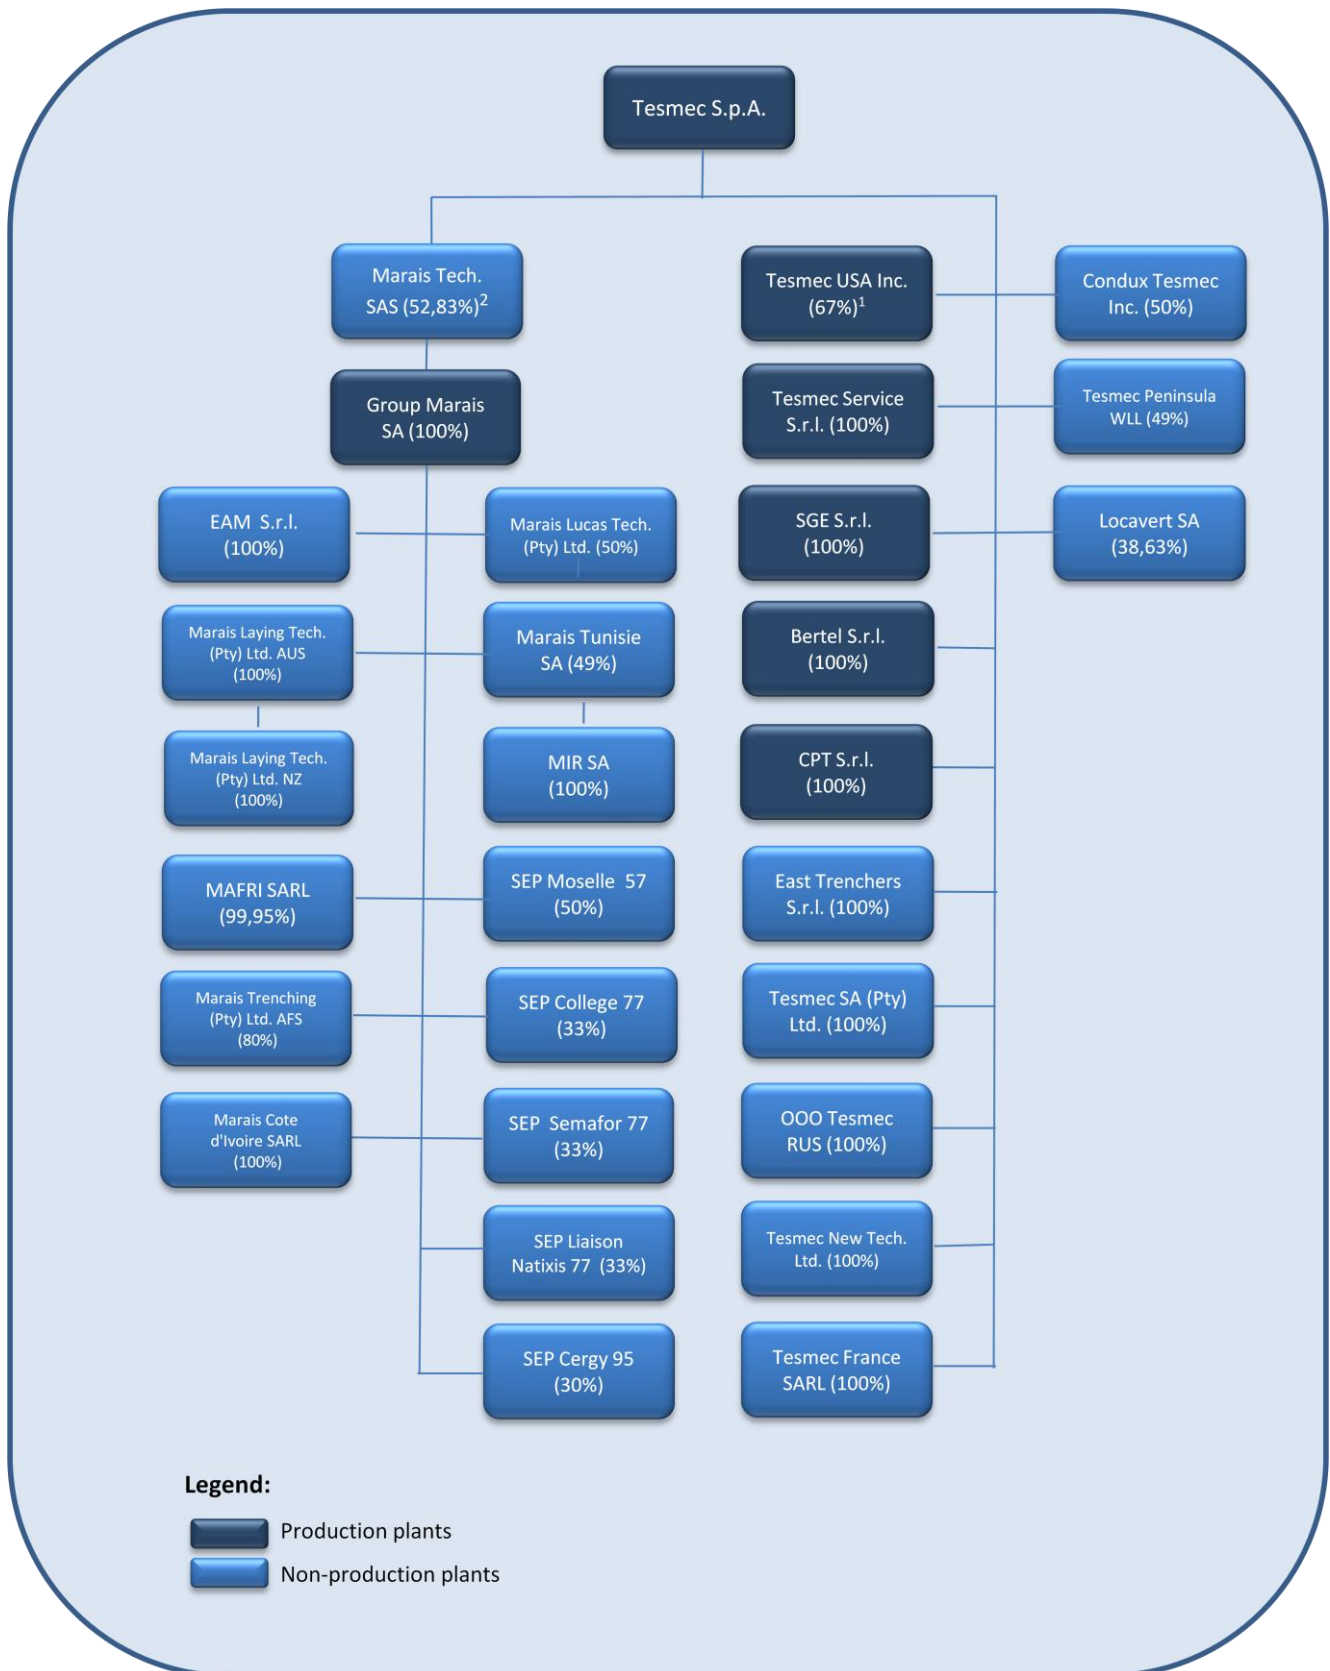 Tesmec S.p.A.
Marais Tech.
SAS (52,83%)2
Group Marais
SA (100%)
EAM S.r.l.
(100%)
Marais Lucas Tech.
(Pty) Ltd. (50%)
Marais Laying Tech.
(Pty) Ltd. AUS
(100%)
Marais Tunisie
SA (49%)
Marais Laying Tech.
(Pty) Ltd. NZ
(100%)
MIR SA
(100%)
MAFRI SARL
(99,95%)
SEP Moselle 57
(50%)
Marais Trenching
(Pty) Ltd. AFS
(80%)
SEP College 77
(33%)
Marais Cote
d'Ivoire SARL
(100%)
SEP Semafor 77
(33%)
SEP Liaison
Natixis 77 (33%)
SEP Cergy 95
(30%)
Tesmec USA Inc.
(67%)1
Condux Tesmec
Inc. (50%)
Tesmec Service
S.r.l. (100%)
Tesmec Peninsula
WLL (49%)
SGE S.r.l.
(100%)
Locavert SA
(38,63%)
Bertel S.r.l.
(100%)
CPT S.r.l.
(100%)
East Trenchers
S.r.l. (100%)
Tesmec SA (Pty)
Ltd. (100%)
OOO Tesmec
RUS (100%)
Tesmec New Tech.
Ltd. (100%)
Tesmec France
SARL (100%)
Legend:
Production plants
Non-production plants